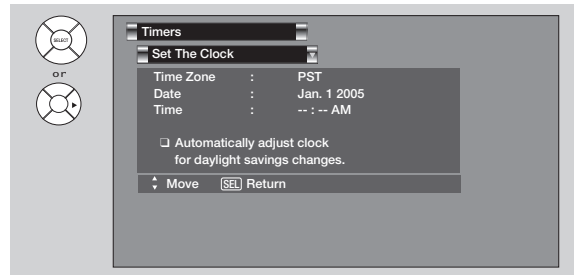 SELECT
or
Timers
Set The Clock
Time Zone : PST
Date : Jan. 1 2005
Time : -- : -- AM
❑ Automatically adjust clock
for daylight savings changes.
Move SEL Return